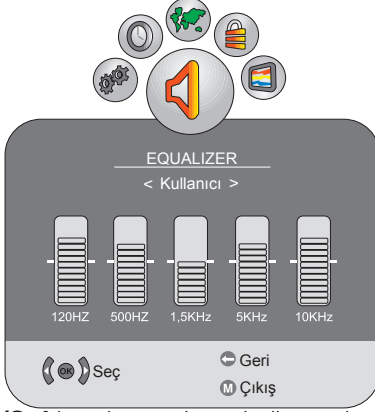 EQUALIZER
< Kullanıcı >
120HZ 500HZ 1,5KHz 5KHz 10KHz
OK Seç
Geri
M Çıkış